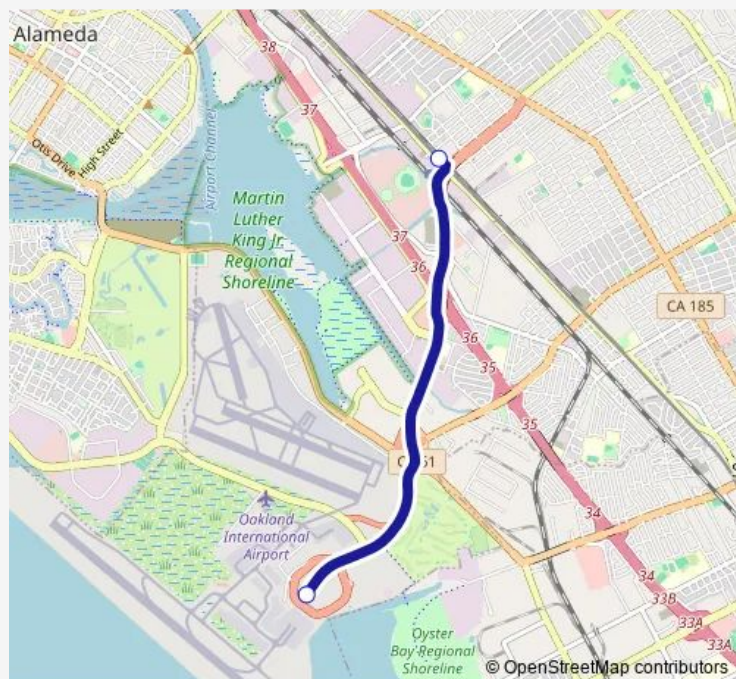 Alameda
38
37
Otis Drive
High Street
Airport Channel
Martin
Luther
King Jr.
Regional
Shoreline
37
36
CA 185
36
35
35
Oakland
International
Airport
34
34
33B
33A
33A
Oyster
Bay Regional
Shoreline
© OpenStreetMap contributors